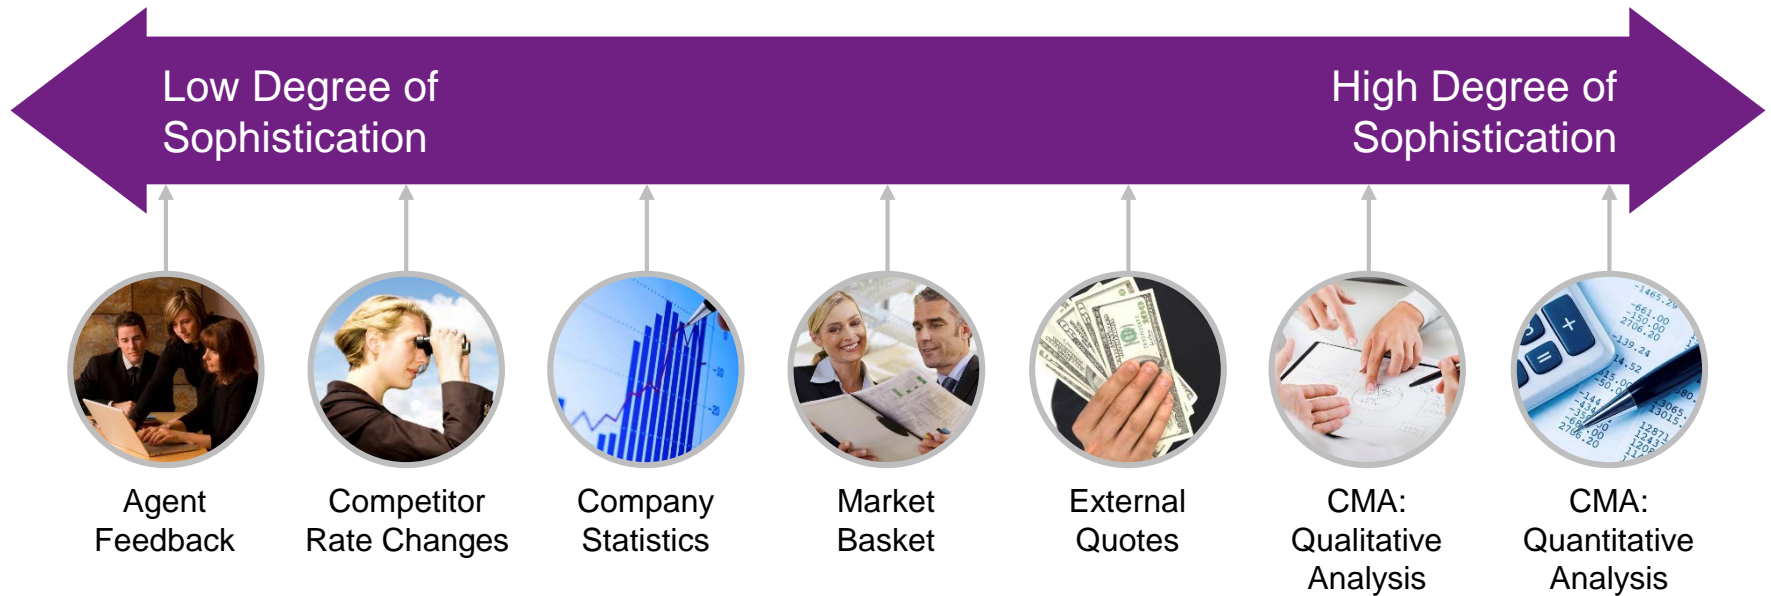 Low Degree of
Sophistication
High Degree of
Sophistication
Agent
Feedback
Competitor
Rate Changes
Company
Statistics
Market
Basket
External
Quotes
CMA:
Qualitative
Analysis
CMA:
Quantitative
Analysis